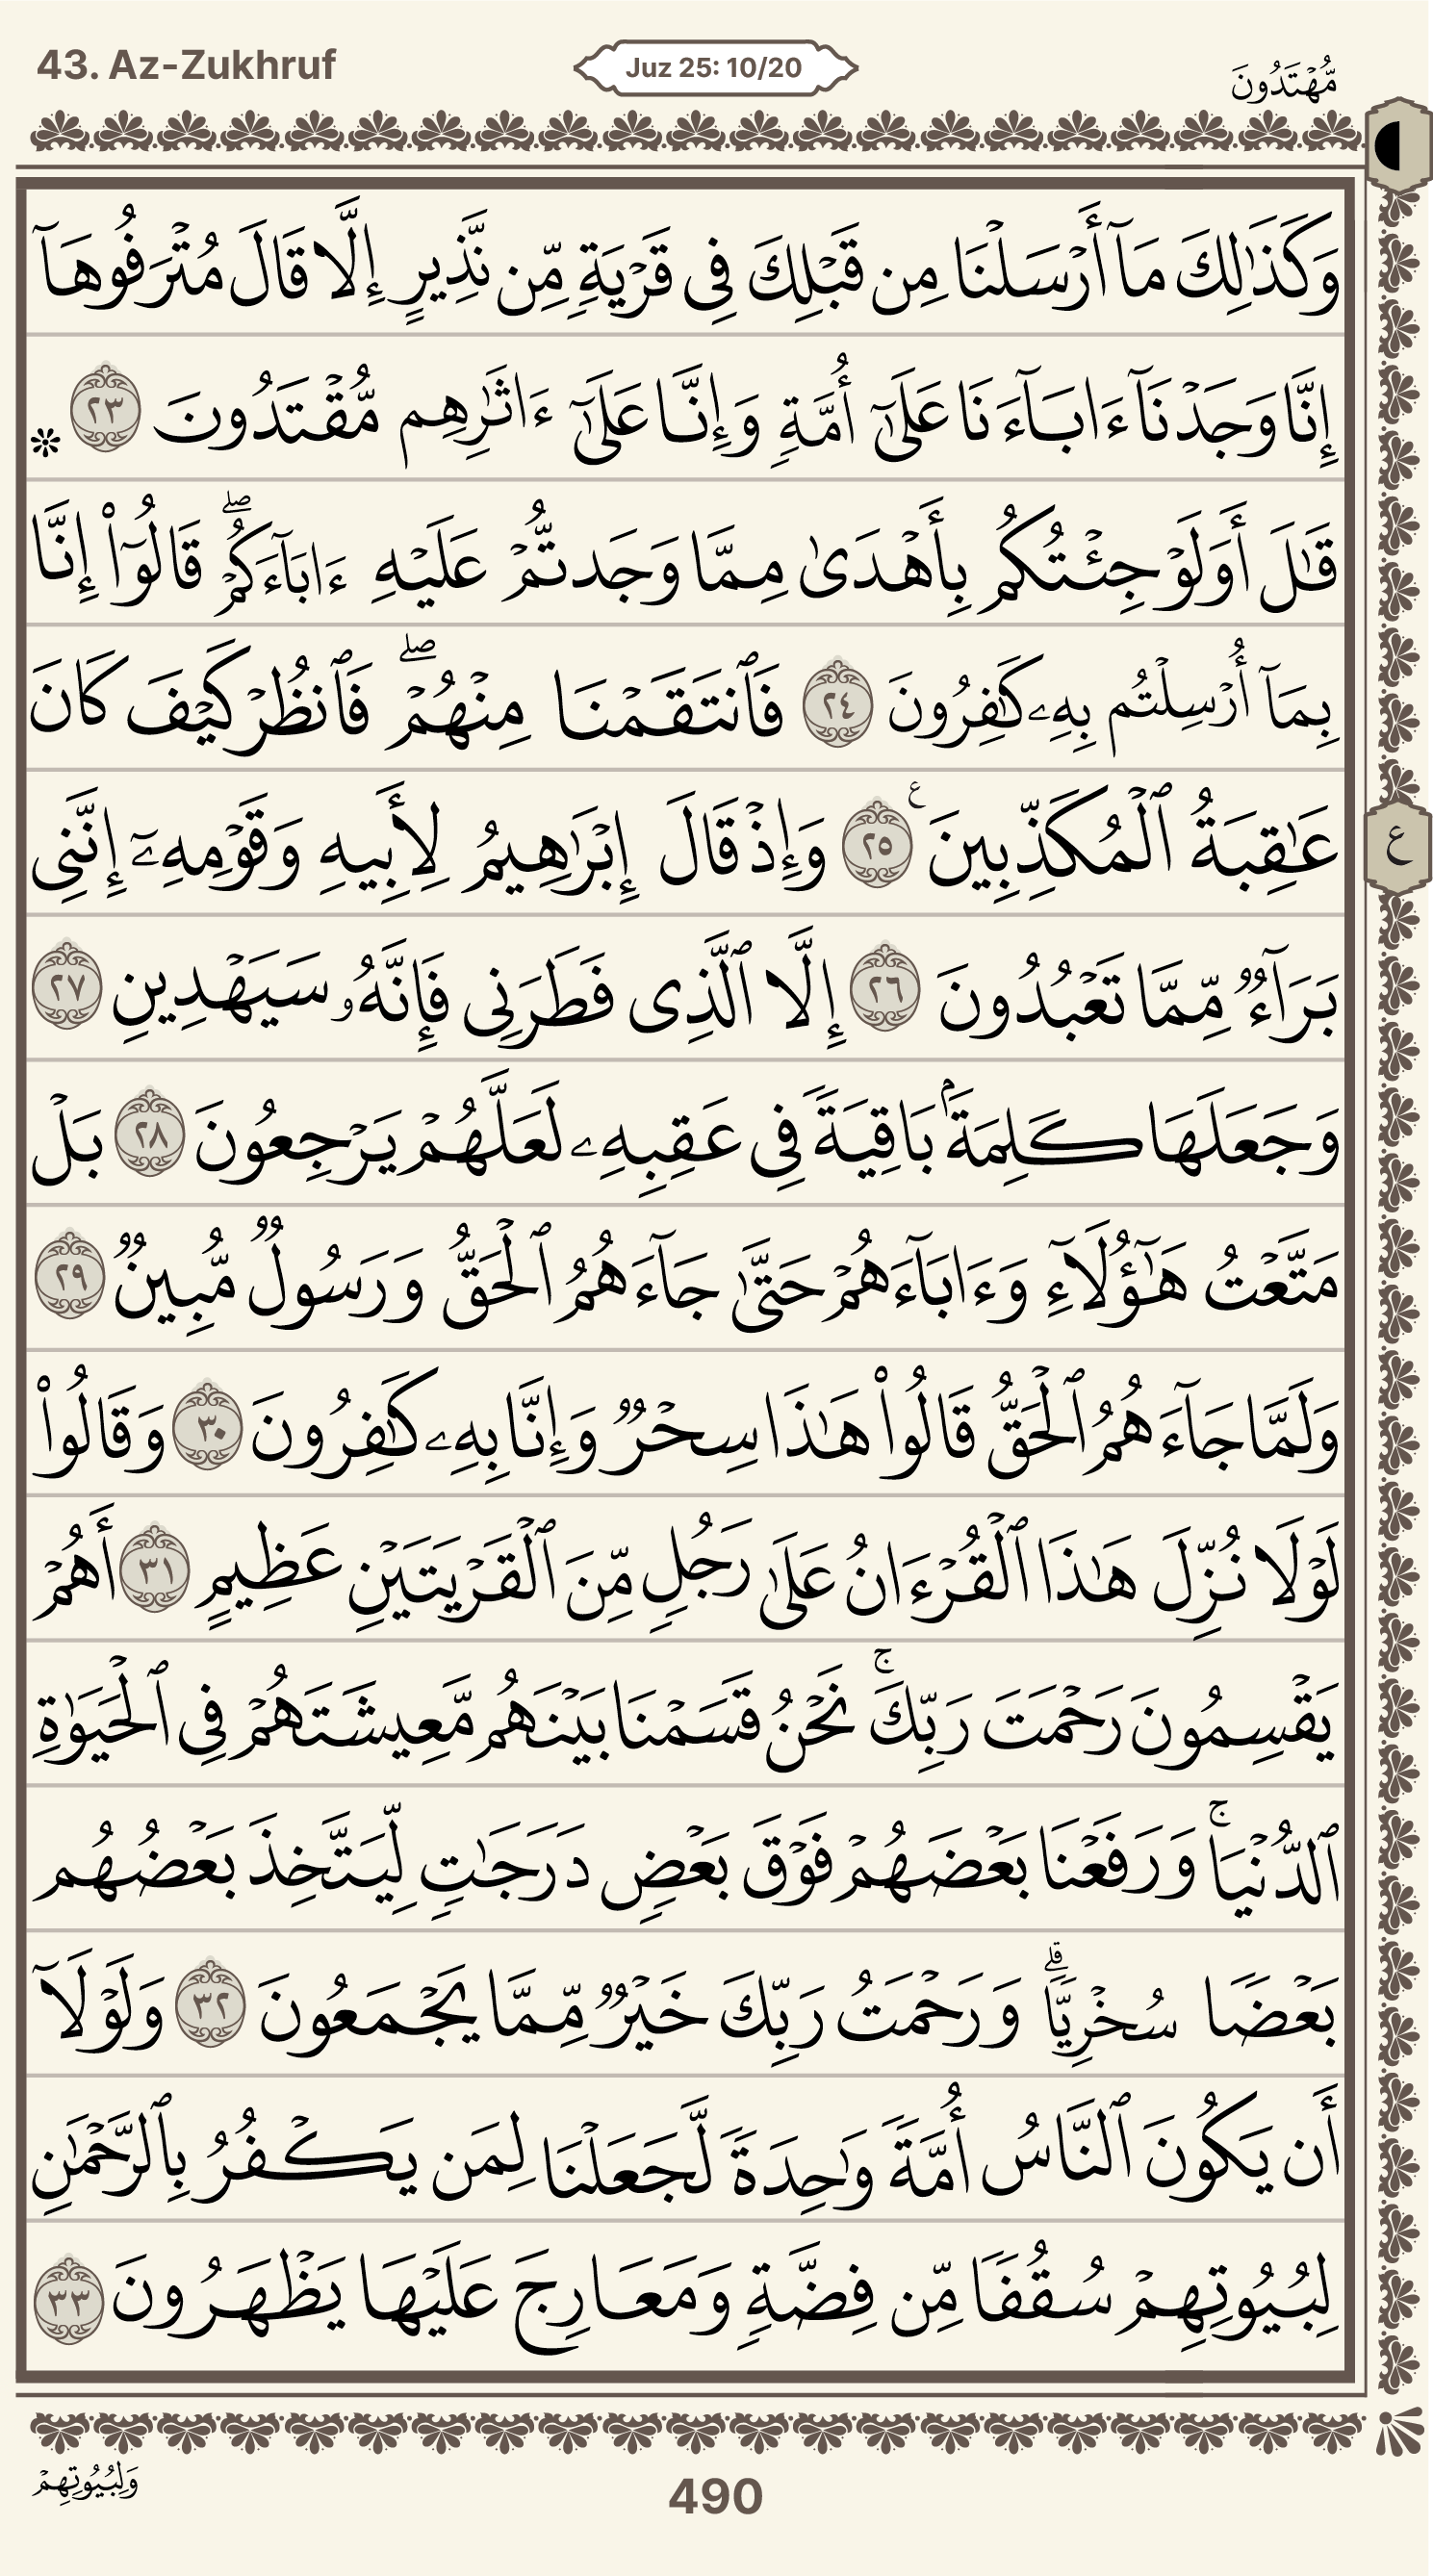 43. Az-Zukhruf
Juz 25: 10/20
مُّهۡتَدُونَ
وَكَذَٰلِكَ مَآ أَرۡسَلۡنَا مِن قَبۡلِكَ فِي قَرۡيَةٖ مِّن نَّذِيرٍ إِلَّا قَالَ مُتۡرَفُوهَآ
إِنَّا وَجَدۡنَآ ءَابَآءَنَا عَلَىٰٓ أُمَّةٖ وَإِنَّا عَلَىٰٓ ءَاثَٰرِهِم مُّقۡتَدُونَ ٢٣ ۞
قَٰلَ أَوَلَوۡ جِئۡتُكُم بِأَهۡدَىٰ مِمَّا وَجَدتُّمۡ عَلَيۡهِ ءَابَآءَكُمۡۖ قَالُوٓاْ إِنَّا
بِمَآ أُرۡسِلۡتُم بِهِۦ كَٰفِرُونَ ٢٤ فَٱنتَقَمۡنَا مِنۡهُمۡۖ فَٱنظُرۡ كَيۡفَ كَانَ
عَٰقِبَةُ ٱلۡمُكَذِّبِينَ ع ٢٥ وَإِذۡ قَالَ إِبۡرَٰهِيمُ لِأَبِيهِ وَقَوۡمِهِۦٓ إِنَّنِي
ع
بَرَآءٞ مِّمَّا تَعۡبُدُونَ ٢٦ إِلَّا ٱلَّذِي فَطَرَنِي فَإِنَّهُۥ سَيَهۡدِينِ ٢٧
وَجَعَلَهَا كَلِمَةَۢ بَاقِيَةٗ فِي عَقِبِهِۦ لَعَلَّهُمۡ يَرۡجِعُونَ ٢٨ بَلۡ
مَتَّعۡتُ هَٰٓؤُلَآءِ وَءَابَآءَهُمۡ حَتَّىٰ جَآءَهُمُ ٱلۡحَقُّ وَرَسُولٞ مُّبِينٞ ٢٩
وَلَمَّا جَآءَهُمُ ٱلۡحَقُّ قَالُواْ هَٰذَا سِحۡرٞ وَإِنَّا بِهِۦ كَٰفِرُونَ ٣٠ وَقَالُواْ
لَوۡلَا نُزِّلَ هَٰذَا ٱلۡقُرۡءَانُ عَلَىٰ رَجُلٖ مِّنَ ٱلۡقَرۡيَتَيۡنِ عَظِيمٍ ٣١ أَهُمۡ
يَقۡسِمُونَ رَحۡمَتَ رَبِّكَۚ نَحۡنُ قَسَمۡنَا بَيۡنَهُم مَّعِيشَتَهُمۡ فِي ٱلۡحَيَوٰةِ
ٱلدُّنۡيَاۚ وَرَفَعۡنَا بَعۡضَهُمۡ فَوۡقَ بَعۡضٖ دَرَجَٰتٖ لِّيَتَّخِذَ بَعۡضُهُم
بَعۡضٗا سُخۡرِيّٗاۗ وَرَحۡمَتُ رَبِّكَ خَيۡرٞ مِّمَّا يَجۡمَعُونَ ٣٢ وَلَوۡلَآ
أَن يَكُونَ ٱلنَّاسُ أُمَّةٗ وَٰحِدَةٗ لَّجَعَلۡنَا لِمَن يَكۡفُرُ بِٱلرَّحۡمَٰنِ
لِبُيُوتِهِمۡ سُقُفٗا مِّن فِضَّةٖ وَمَعَارِجَ عَلَيۡهَا يَظۡهَرُونَ ٣٣
وَلِبُيُوتِهِمۡ
490